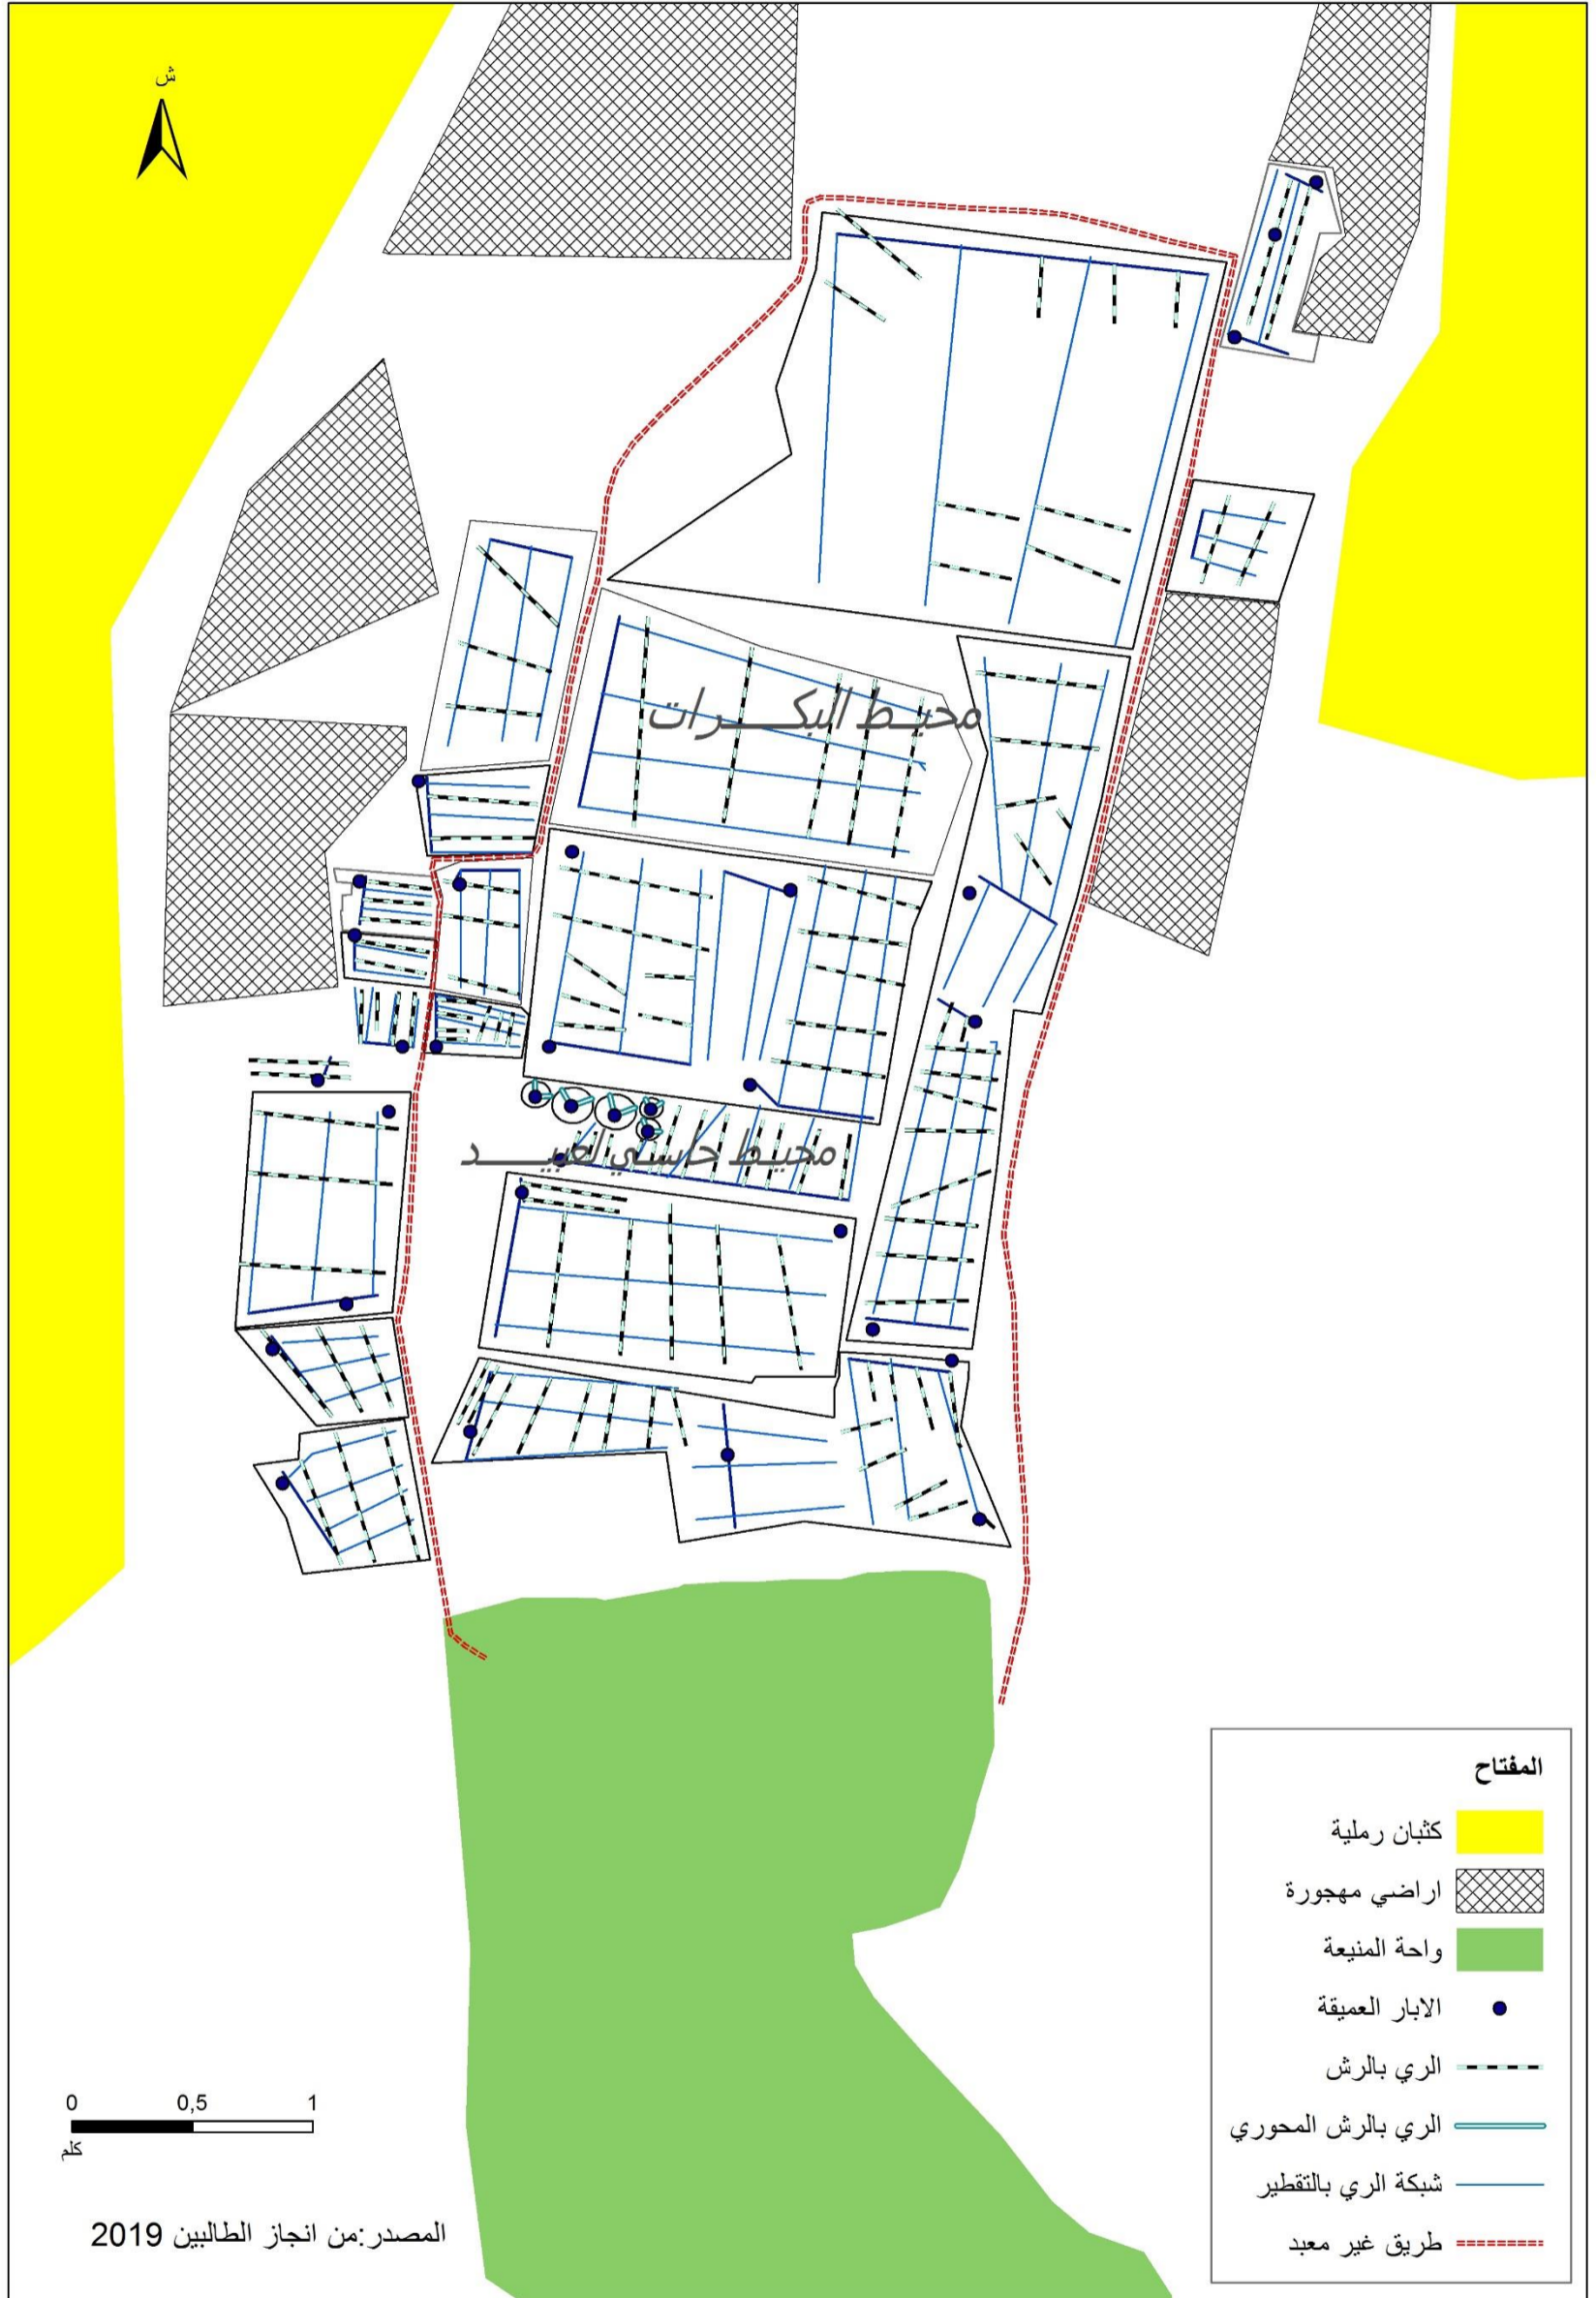 ش
محيط البكرات
محيط حاسي لعبيد
المفتاح
كثبان رملية
اراضي مهجورة
واحة المنيعة
الابار العميقة
الري بالرش
الري بالرش المحوري
شبكة الري بالتقطير
طريق غير معبد
0 0,5 1
كلم
المصدر:من انجاز الطالبين 2019